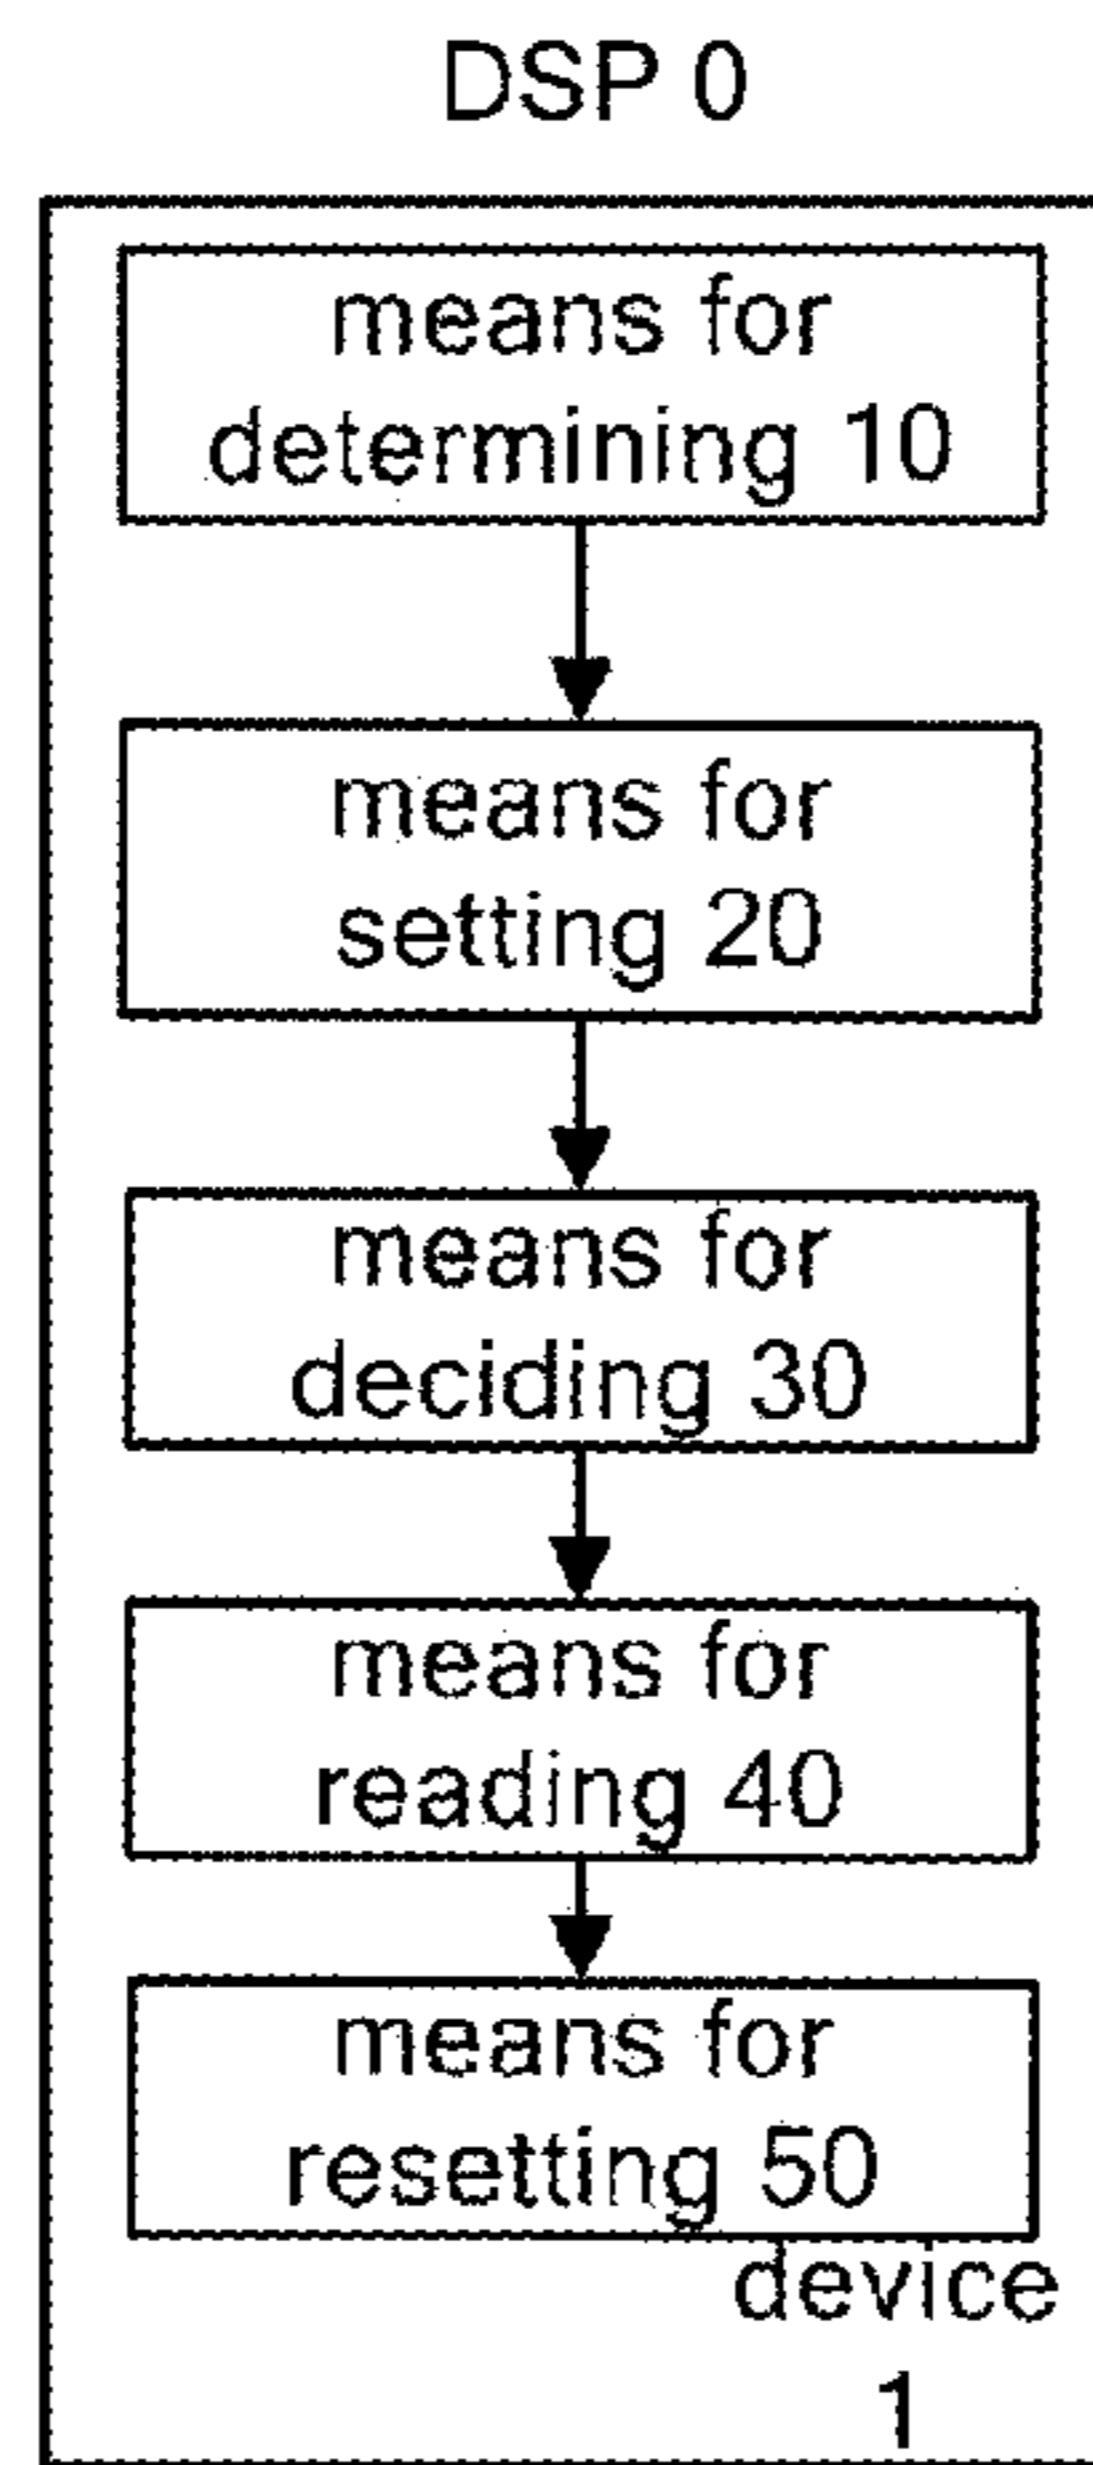 DSP 0
means for
determining 10
means for
setting 20
means for
deciding 30
means for
reading 40
means for
resetting 50
device
1